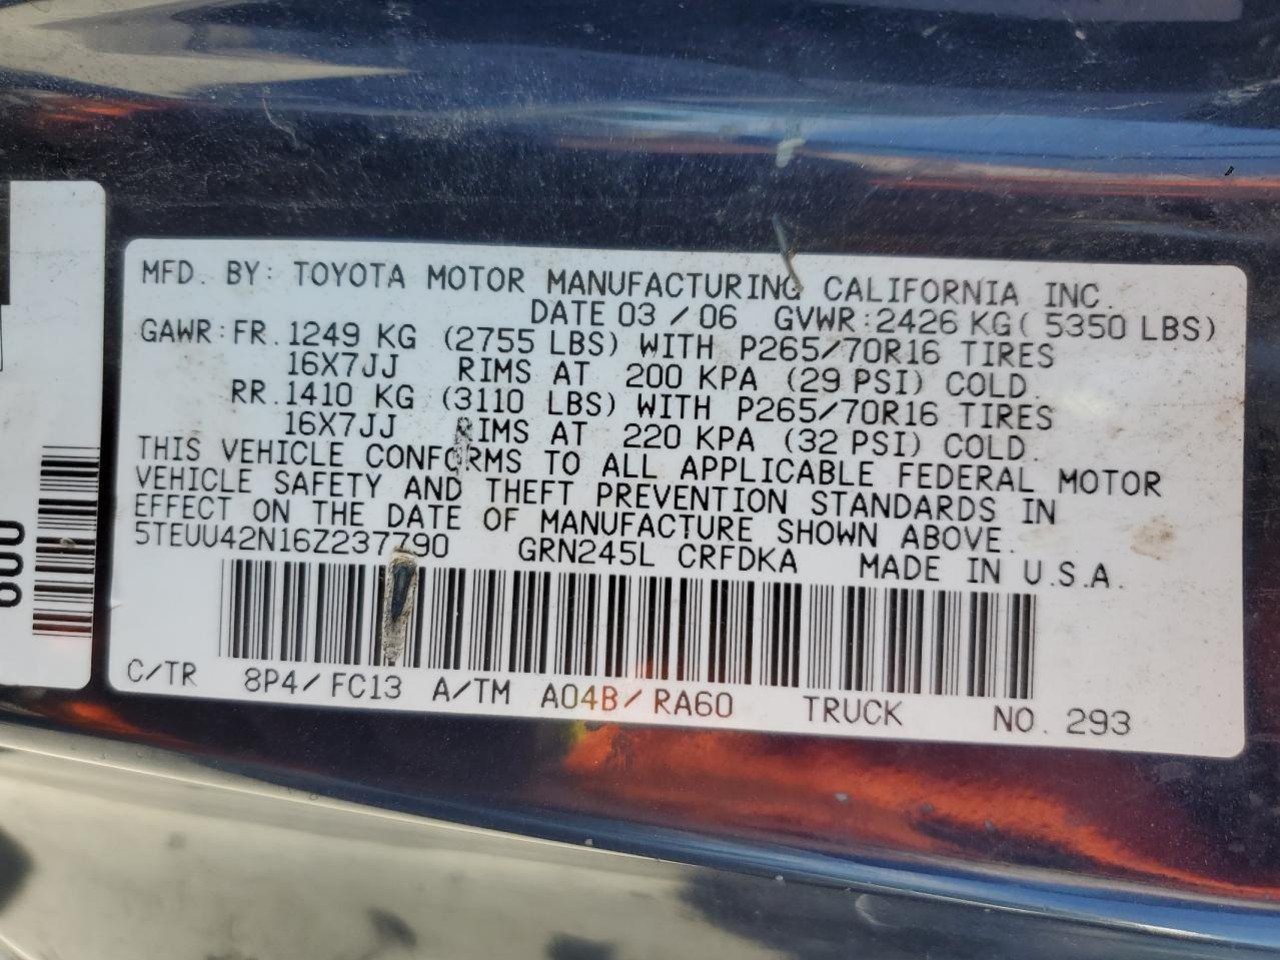 MFD. BY: TOYOTA MOTOR MANUFACTURING CALIFORNIA INC.
DATE 03 / 06 GVWR:2426 KG( 5350 LBS)
GAWR:FR.1249 KG (2755 LBS) WITH P265/70R16 TIRES
16X7JJ RIMS AT 200 KPA (29 PSI) COLD.
RR.1410 KG (3110 LBS) WITH P265/70R16 TIRES
16X7JJ RIMS AT 220 KPA (32 PSI) COLD.
THIS VEHICLE CONFORMS TO ALL APPLICABLE FEDERAL MOTOR
VEHICLE SAFETY AND THEFT PREVENTION STANDARDS IN
EFFECT ON THE DATE OF MANUFACTURE SHOWN ABOVE.
5TEUU42N16Z237790 GRN245L CRFDKA MADE IN U.S.A.
C/TR 8P4/FC13 A/TM A04B/RA60 TRUCK NO. 293